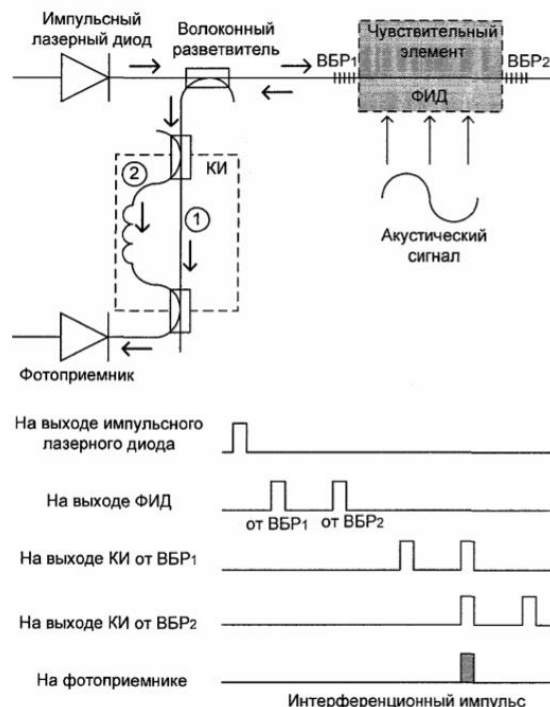 Импульсный
лазерный диод
Волоконный
разветвитель
ВБР1
Чувствительный
элемент
ВБР2
ФИД
2
КИ
1
Акустический
сигнал
Фотоприемник
На выходе импульсного
лазерного диода
На выходе ФИД
от ВБР1
от ВБР2
На выходе КИ от ВБР1
На выходе КИ от ВБР2
На фотоприемнике
Интерференционный импульс